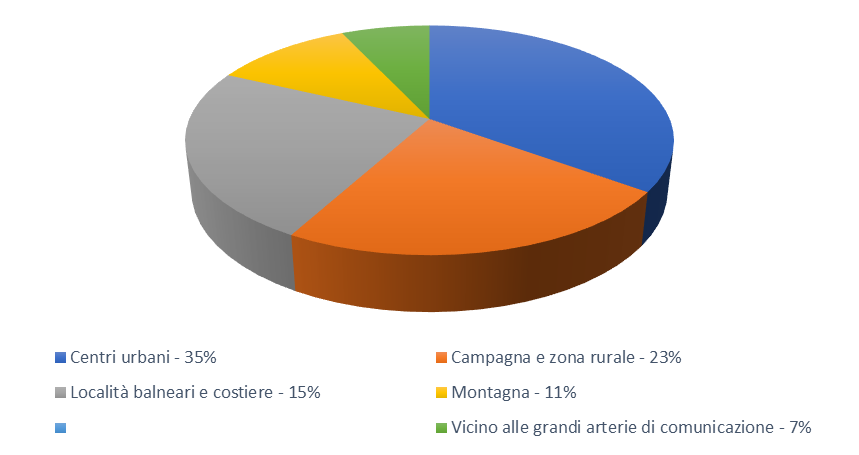 Centri urbani - 35%
Campagna e zona rurale - 23%
Località balneari e costiere - 15%
Montagna - 11%
Vicino alle grandi arterie di comunicazione - 7%